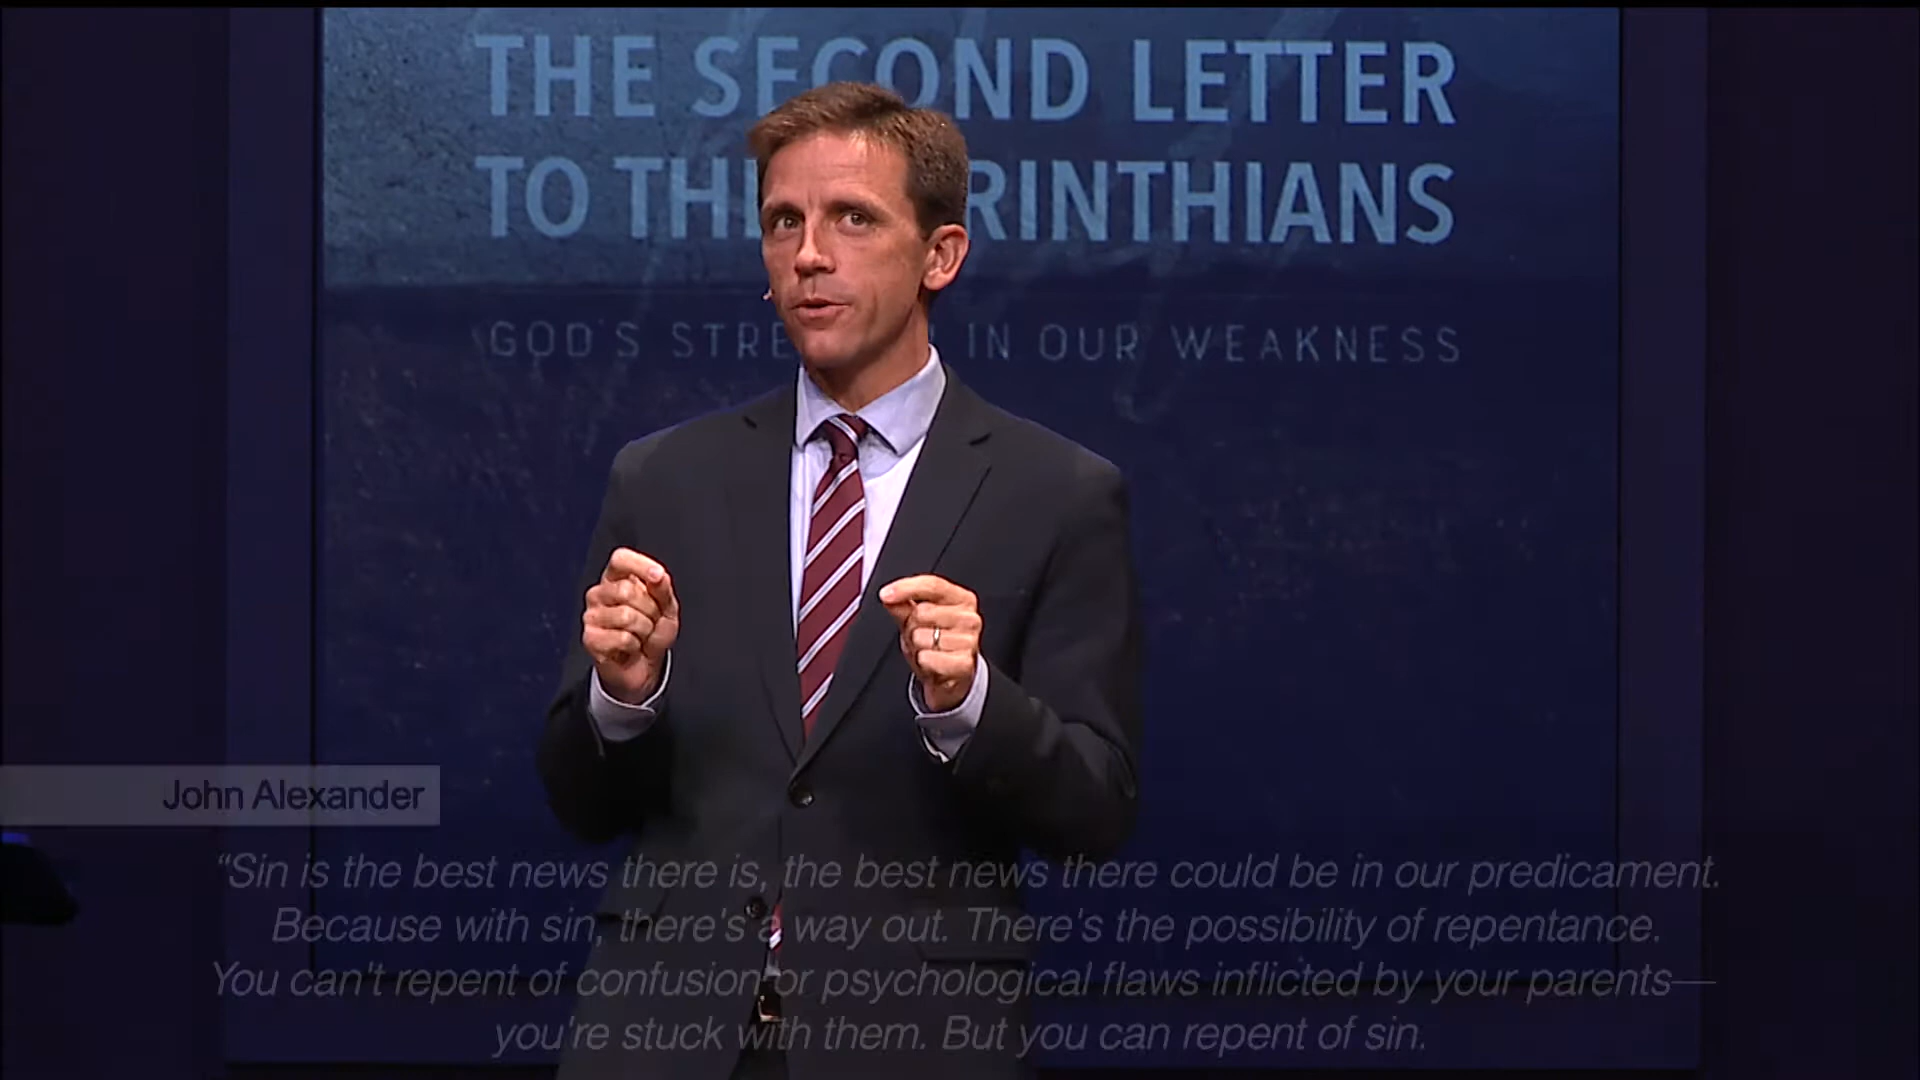 THE SECOND LETTER
TO TH RINTHIANS
GOD'S STRE IN OUR WEAKNESS
John Alexander
“Sin is the best news there is, the best news there could be in our predicament.
Because with sin, there's a way out. There's the possibility of repentance.
You can't repent of confusion or psychological flaws inflicted by your parents—
you're stuck with them. But you can repent of sin.